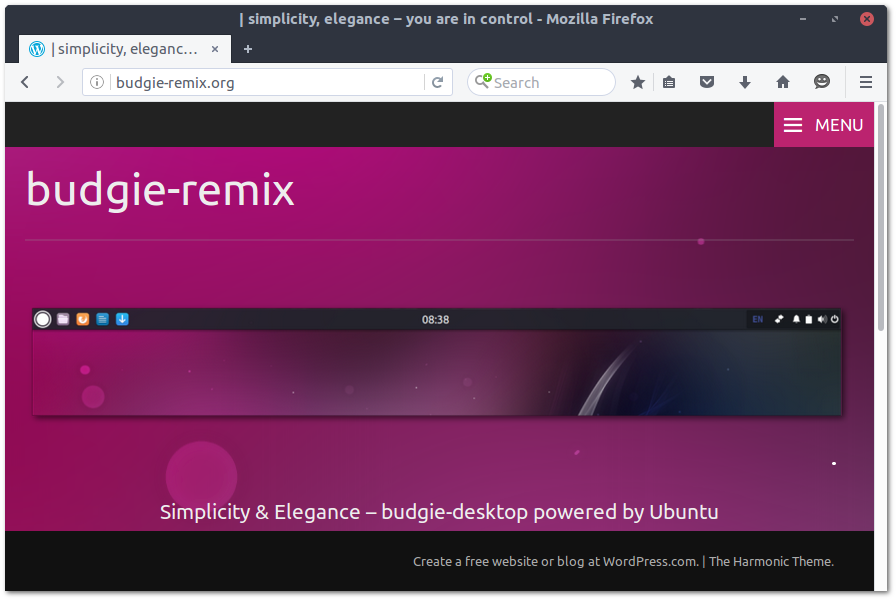 | simplicity, elegance – you are in control - Mozilla Firefox
| simplicity, eleganc...
budgie-remix.org
Search
MENU
budgie-remix
08:38
EN
Simplicity & Elegance – budgie-desktop powered by Ubuntu
Create a free website or blog at WordPress.com. | The Harmonic Theme.